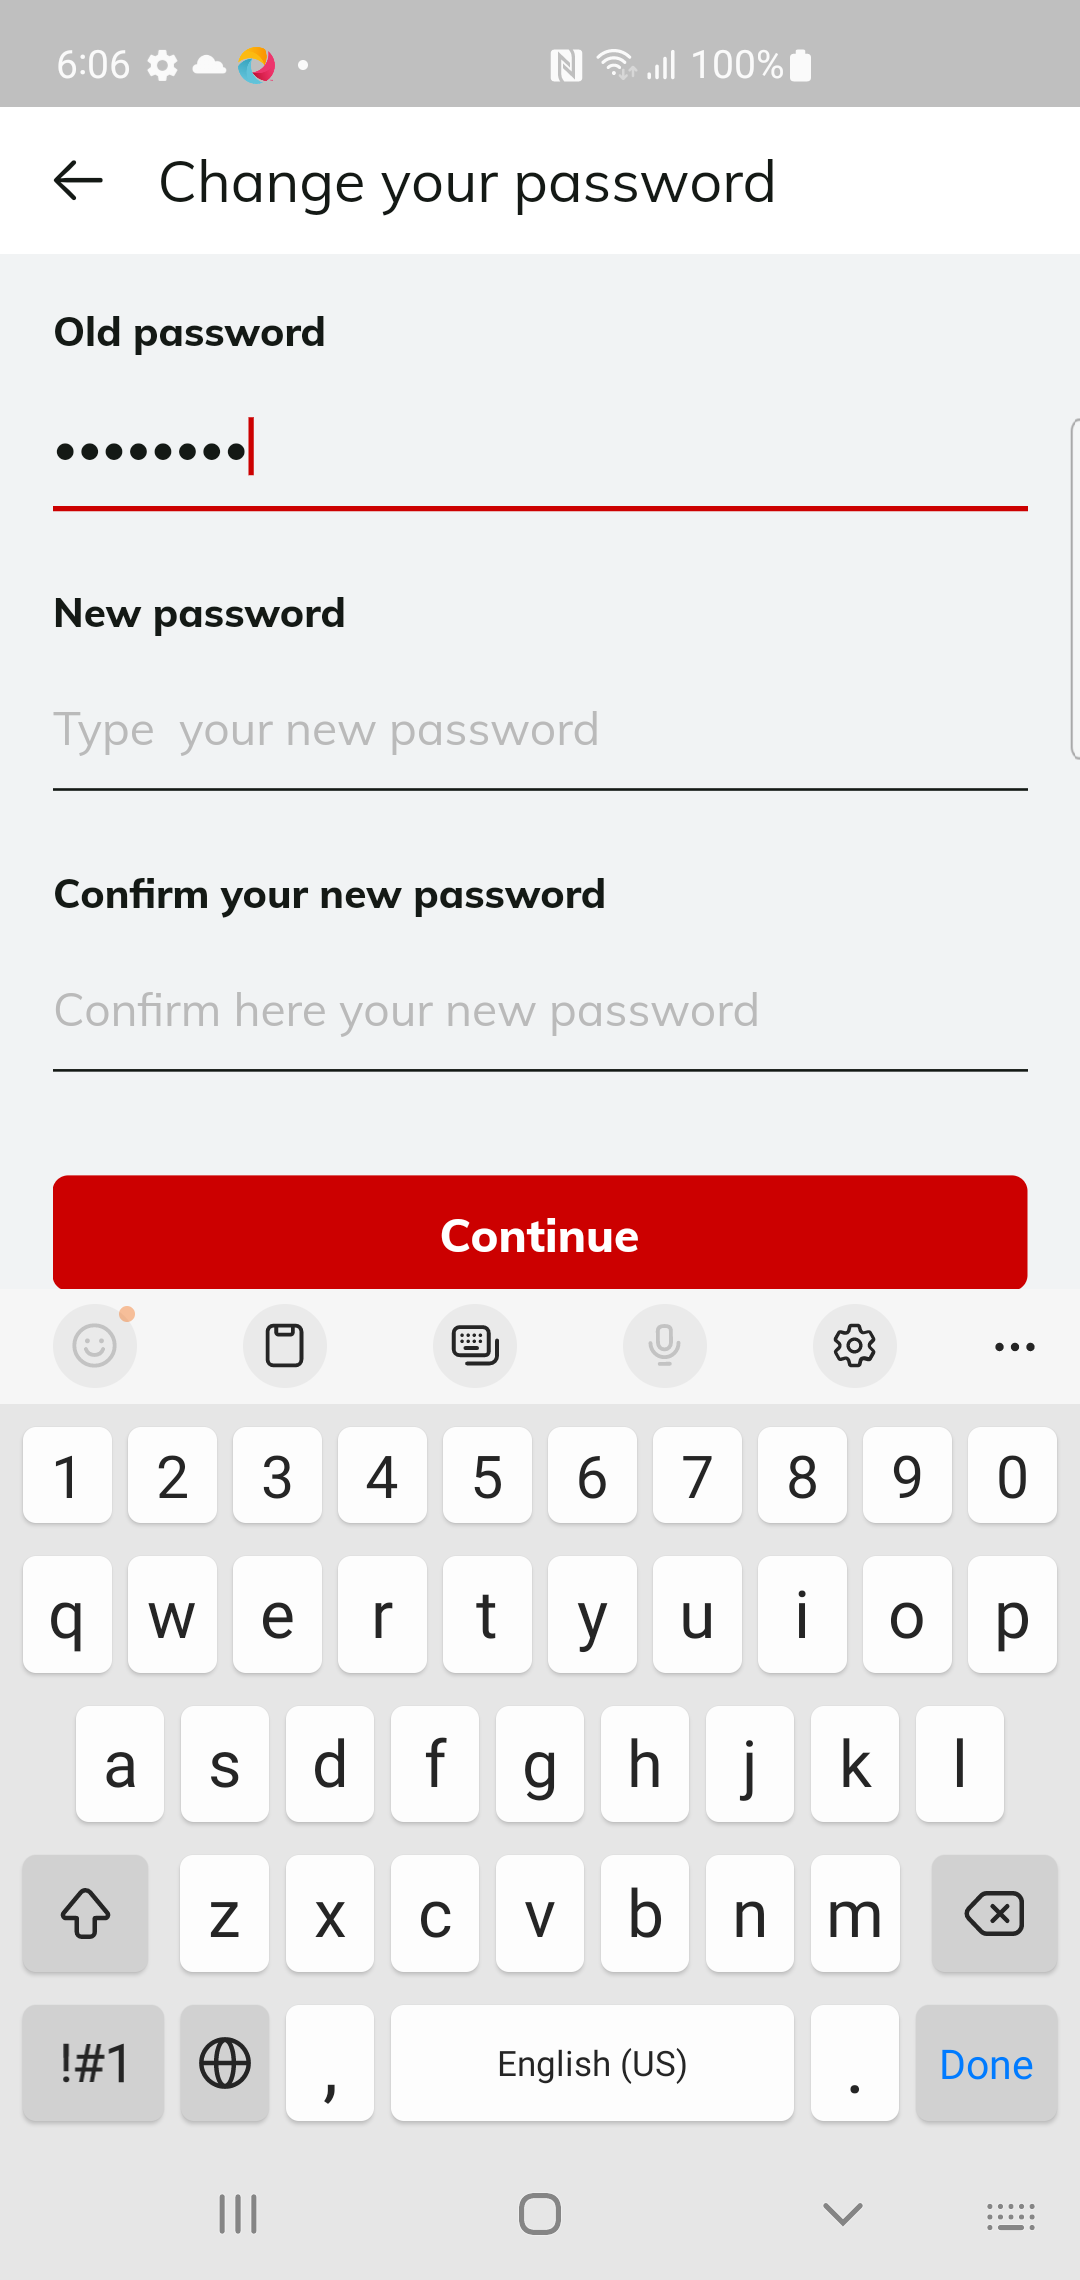 6:06 100%
Change your password
Old password
••••••••
New password
Type  your new password
Confirm your new password
Confirm here your new password
Continue
1 2 3 4 5 6 7 8 9 0
q w e r t y u i o p
a s d f g h j k l
z x c v b n m
!#1 , English (US) . Done